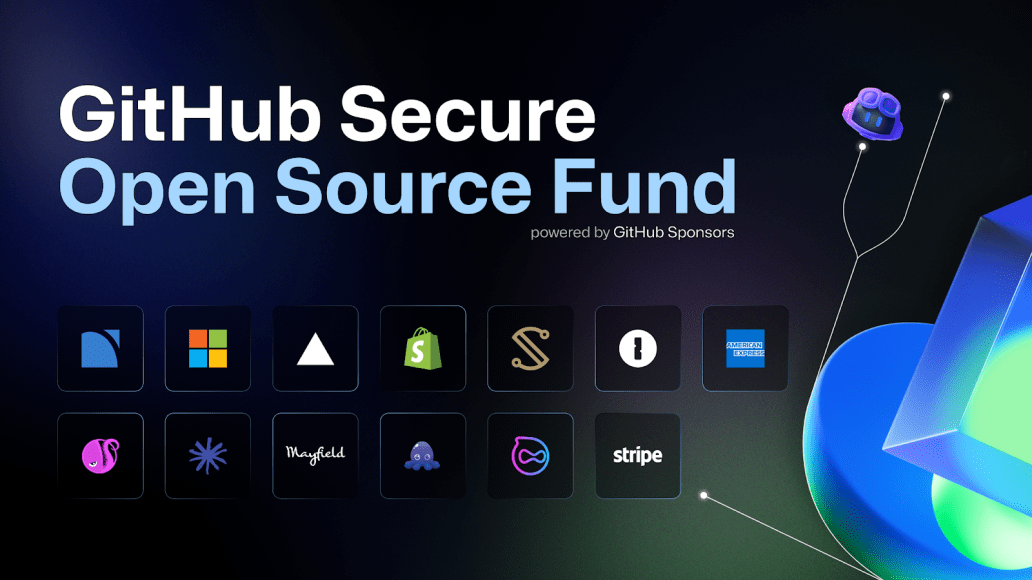 GitHub Secure
Open Source Fund
powered by GitHub Sponsors
AMERICAN
EXPRESS
Mayfield
stripe